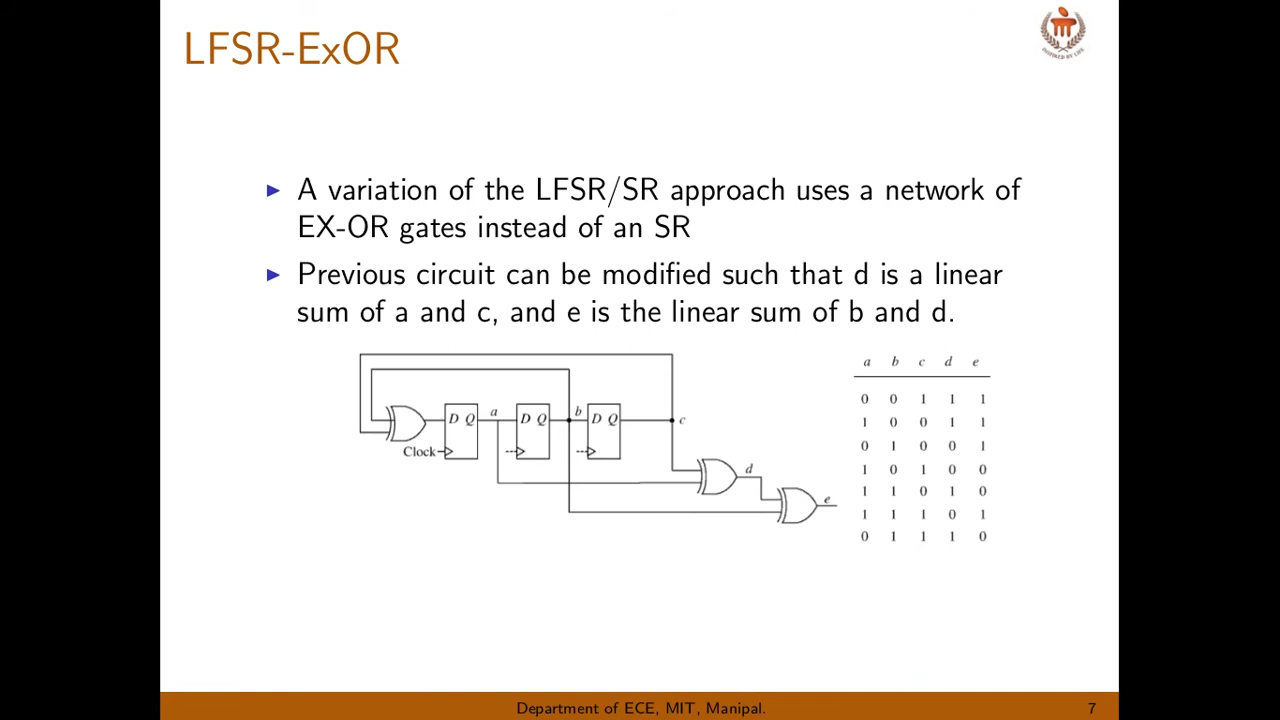 LFSR-ExOR
INSPIRED BY LIFE
A variation of the LFSR/SR approach uses a network of
EX-OR gates instead of an SR
Previous circuit can be modified such that d is a linear
sum of a and c, and e is the linear sum of b and d.
D Q a D Q b D Q c
Clock
d
e
a b c d e
0 0 1 1 1
1 0 0 1 1
0 1 0 0 1
1 0 1 0 0
1 1 0 1 0
1 1 1 0 1
0 1 1 1 0
Department of ECE, MIT, Manipal.
7